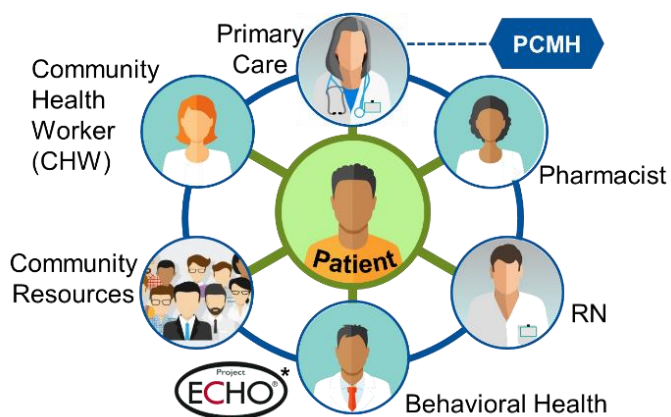 Primary
Care
PCMH
Community
Health
Worker
(CHW)
Pharmacist
Patient
Community
Resources
RN
Project
ECHO®*
Behavioral Health